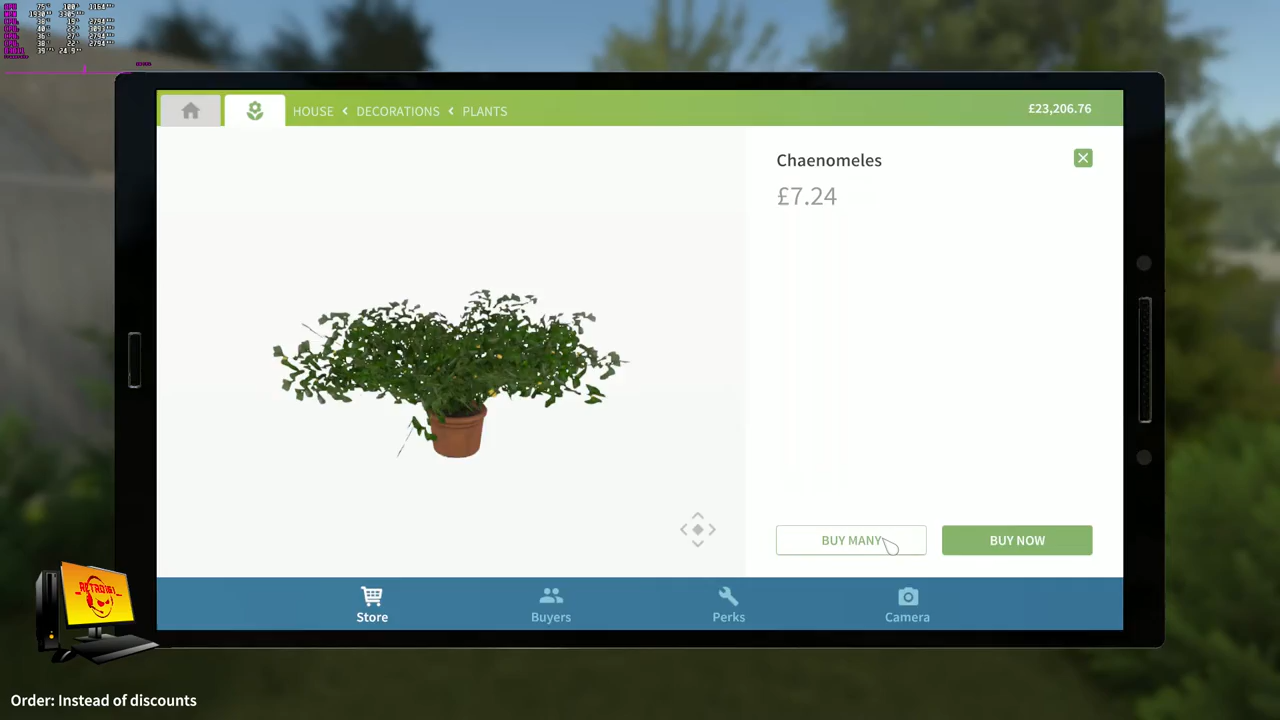 HOUSE < DECORATIONS < PLANTS
£23,206.76
Chaenomeles
£7.24
BUY MANY
BUY NOW
Store
Buyers
Perks
Camera
RETRO161
Order: Instead of discounts